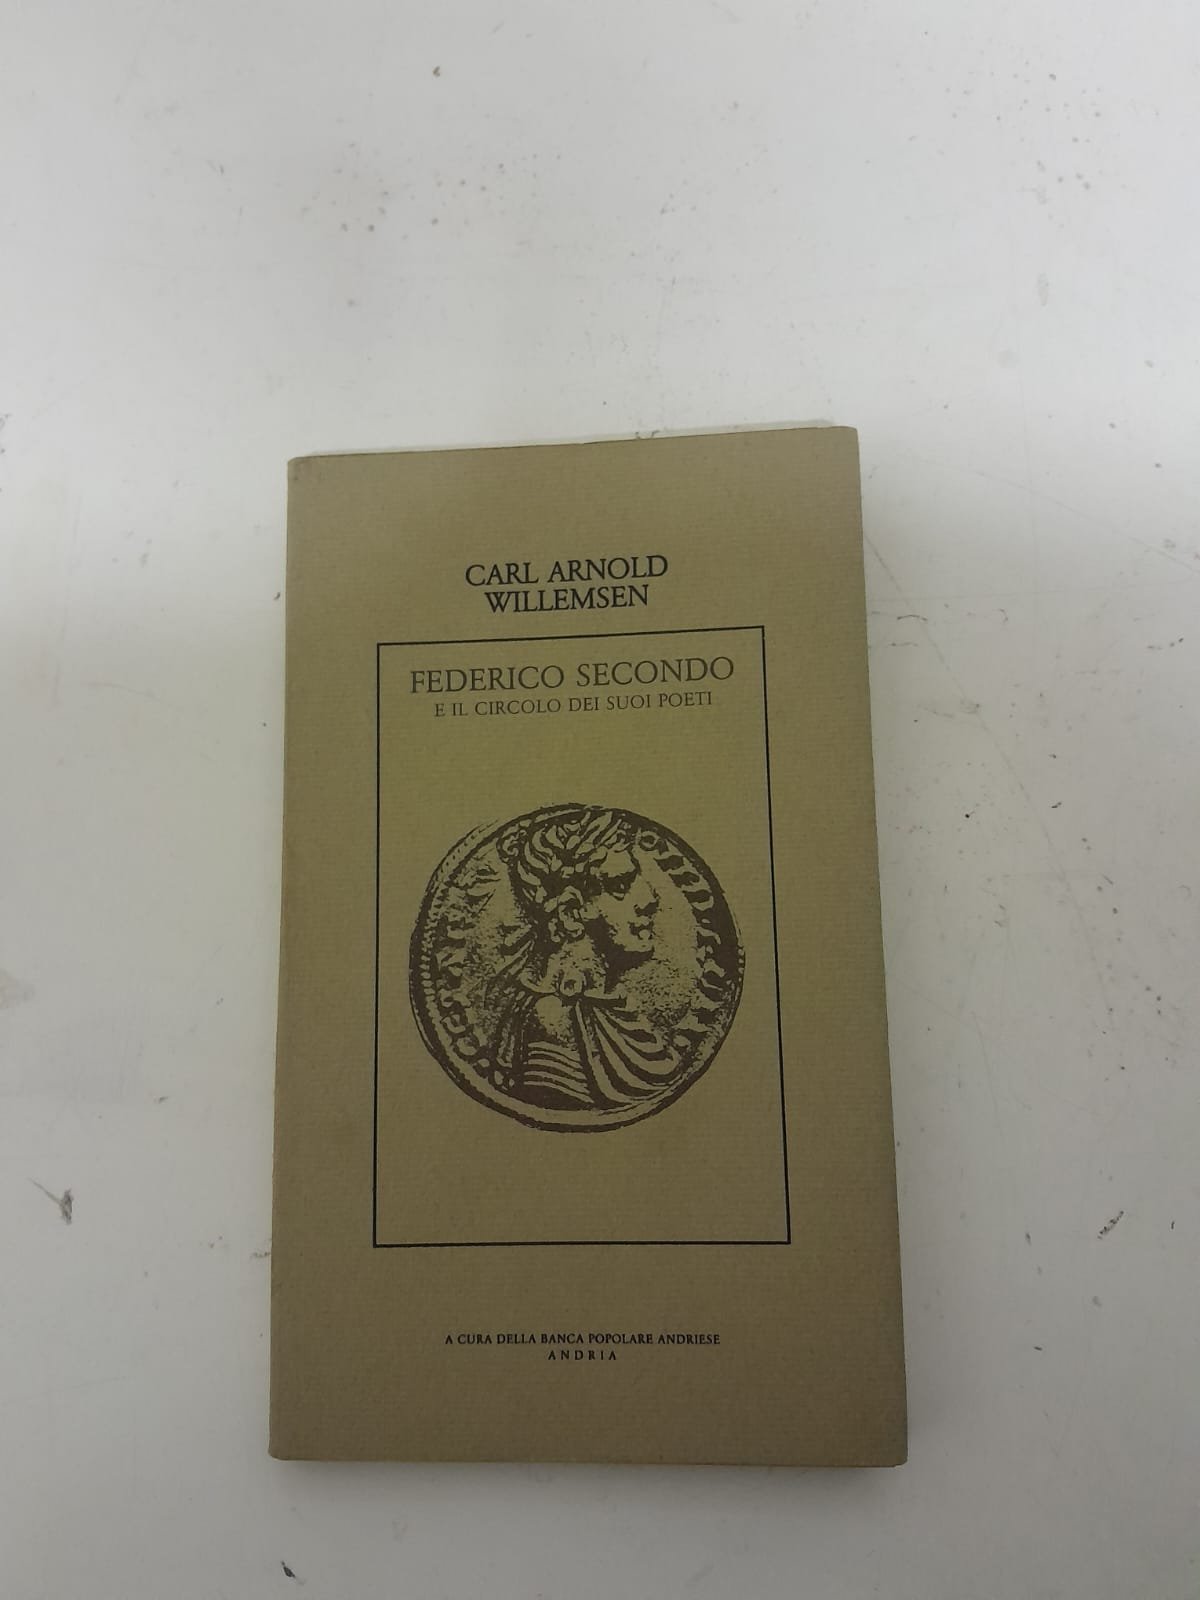 CARL ARNOLD
WILLEMSEN
FEDERICO SECONDO
E IL CIRCOLO DEI SUOI POETI
A CURA DELLA BANCA POPOLARE ANDRIESE
ANDRIA